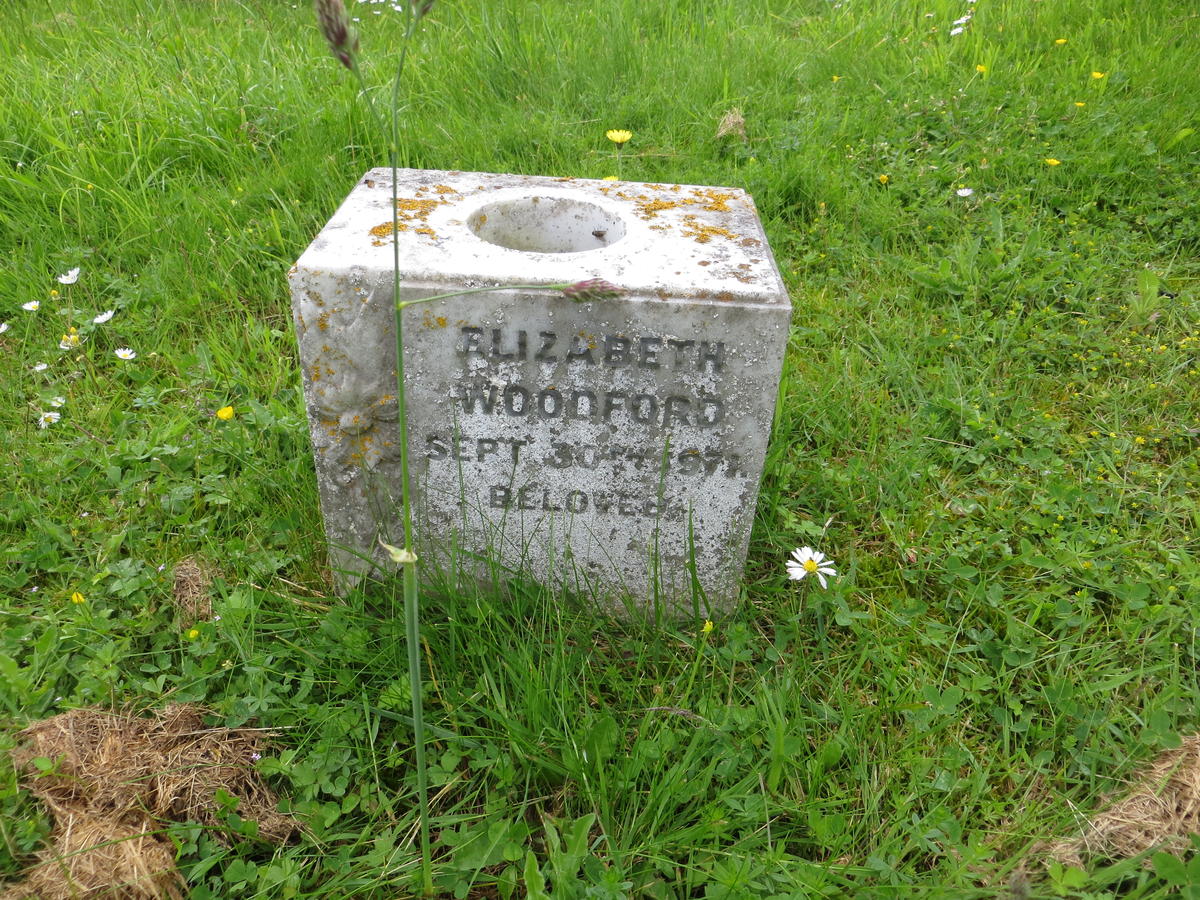 ELIZABETH
WOODFORD
SEPT. 30TH 1971.
BELOVED.